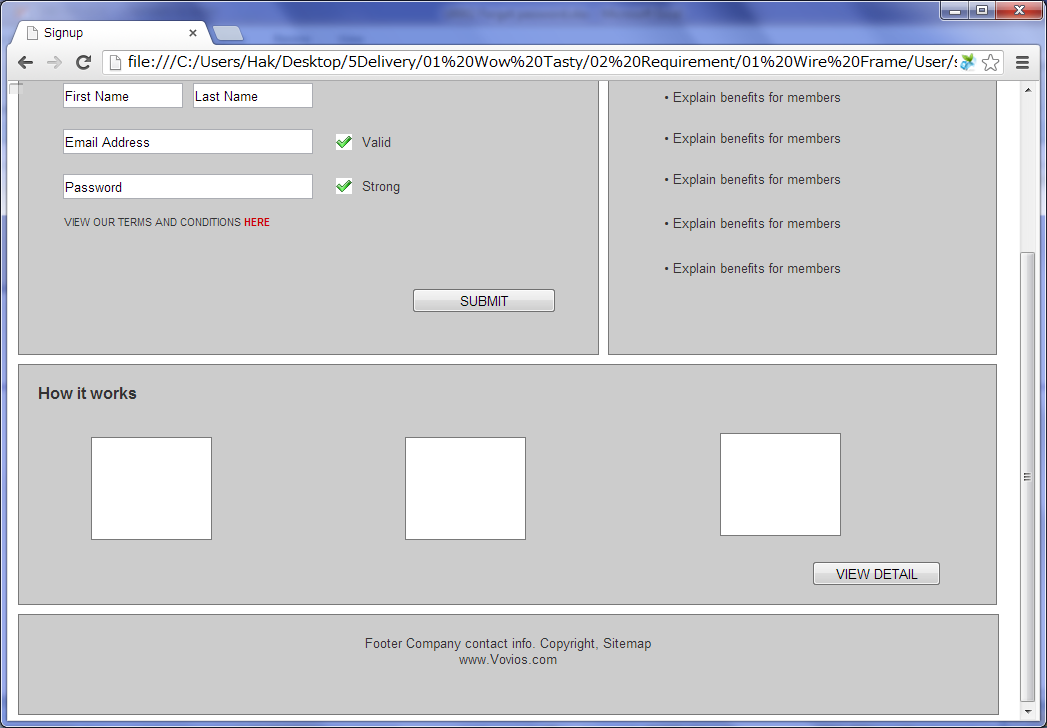 Signup
file:///C:/Users/Hak/Desktop/5Delivery/01%20Wow%20Tasty/02%20Requirement/01%20Wire%20Frame/User/s
First Name Last Name
Email Address Valid
Password Strong
VIEW OUR TERMS AND CONDITIONS HERE
SUBMIT
• Explain benefits for members
• Explain benefits for members
• Explain benefits for members
• Explain benefits for members
• Explain benefits for members
How it works
VIEW DETAIL
Footer Company contact info. Copyright, Sitemap
www.Vovios.com